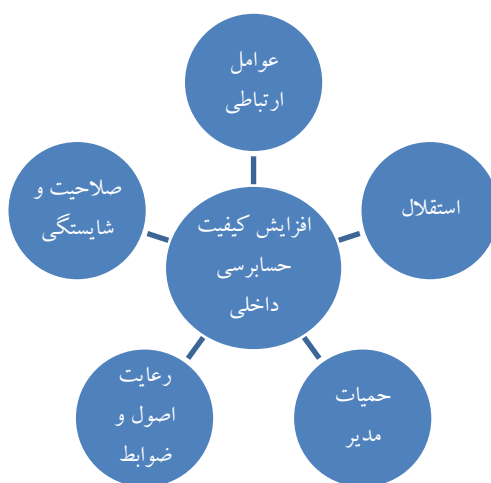 عوامل
ارتباطی
استقلال
حمیات
مدیر
رعایت
اصول و
ضوابط
صلاحیت و
شایستگی
افزایش کیفیت
حسابرسی
داخلی